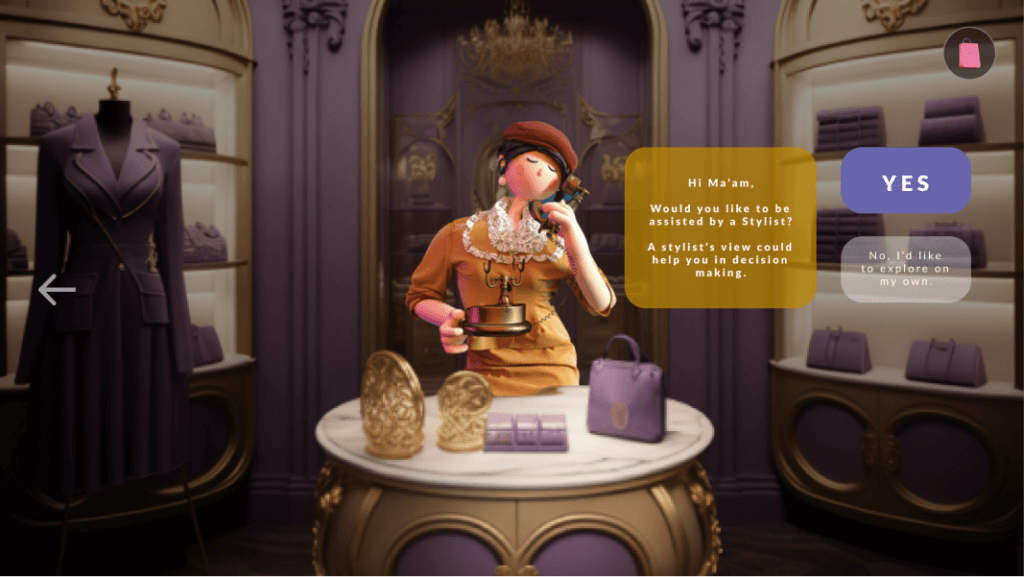 Hi Ma'am,
Would you like to be
assisted by a Stylist?
A stylist's view could
help you in decision
making.
YES
No, I'd like
to explore on
my own.